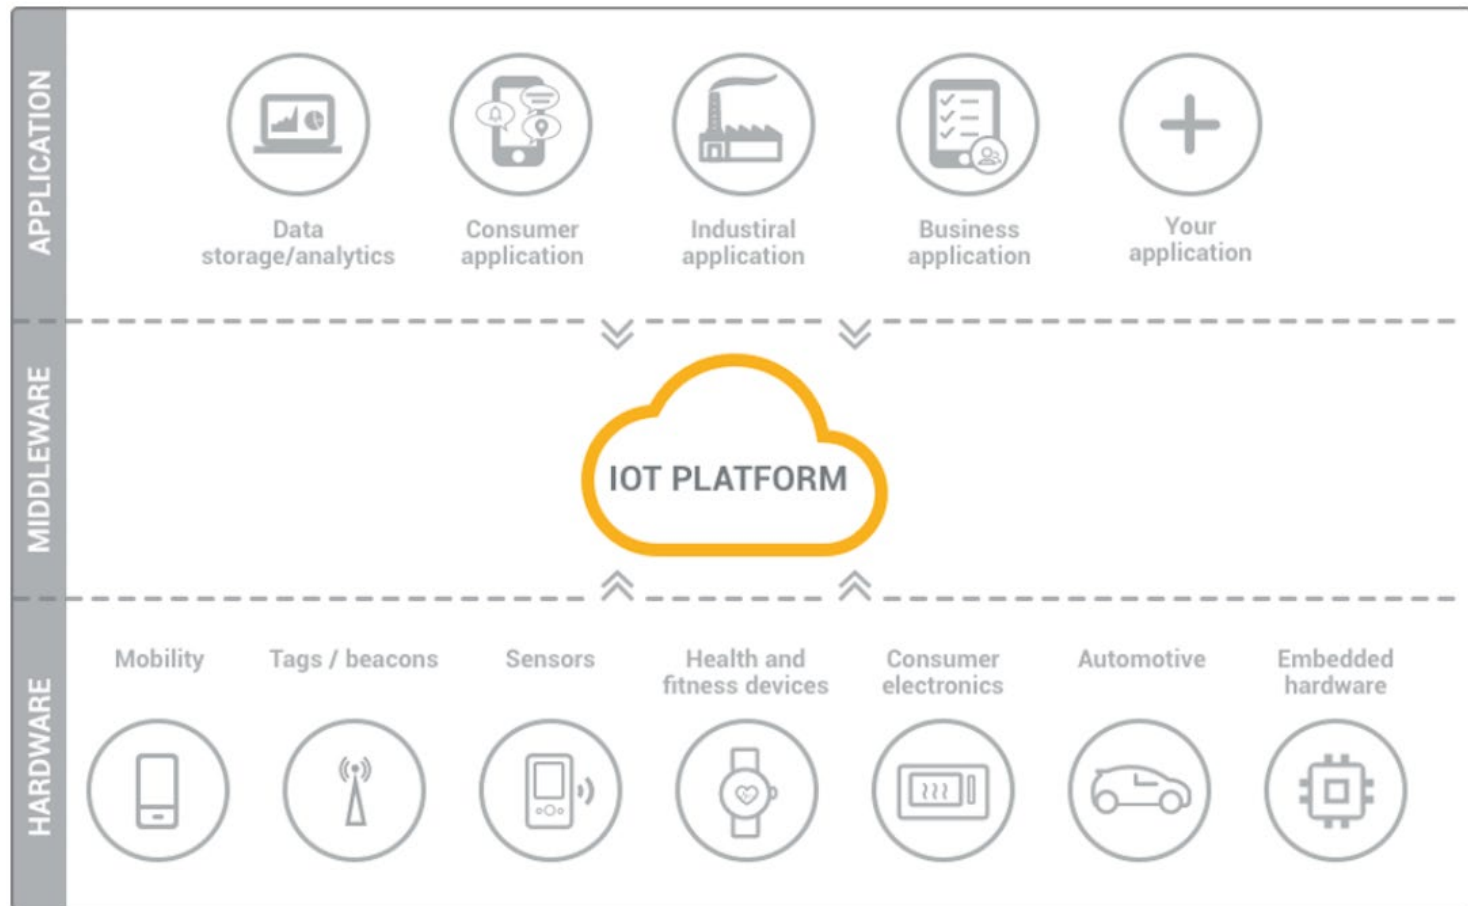 APPLICATION
Data
storage/analytics
Consumer
application
Industiral
application
Business
application
Your
application
MIDDLEWARE
IOT PLATFORM
HARDWARE
Mobility
Tags / beacons
Sensors
Health and
fitness devices
Consumer
electronics
Automotive
Embedded
hardware